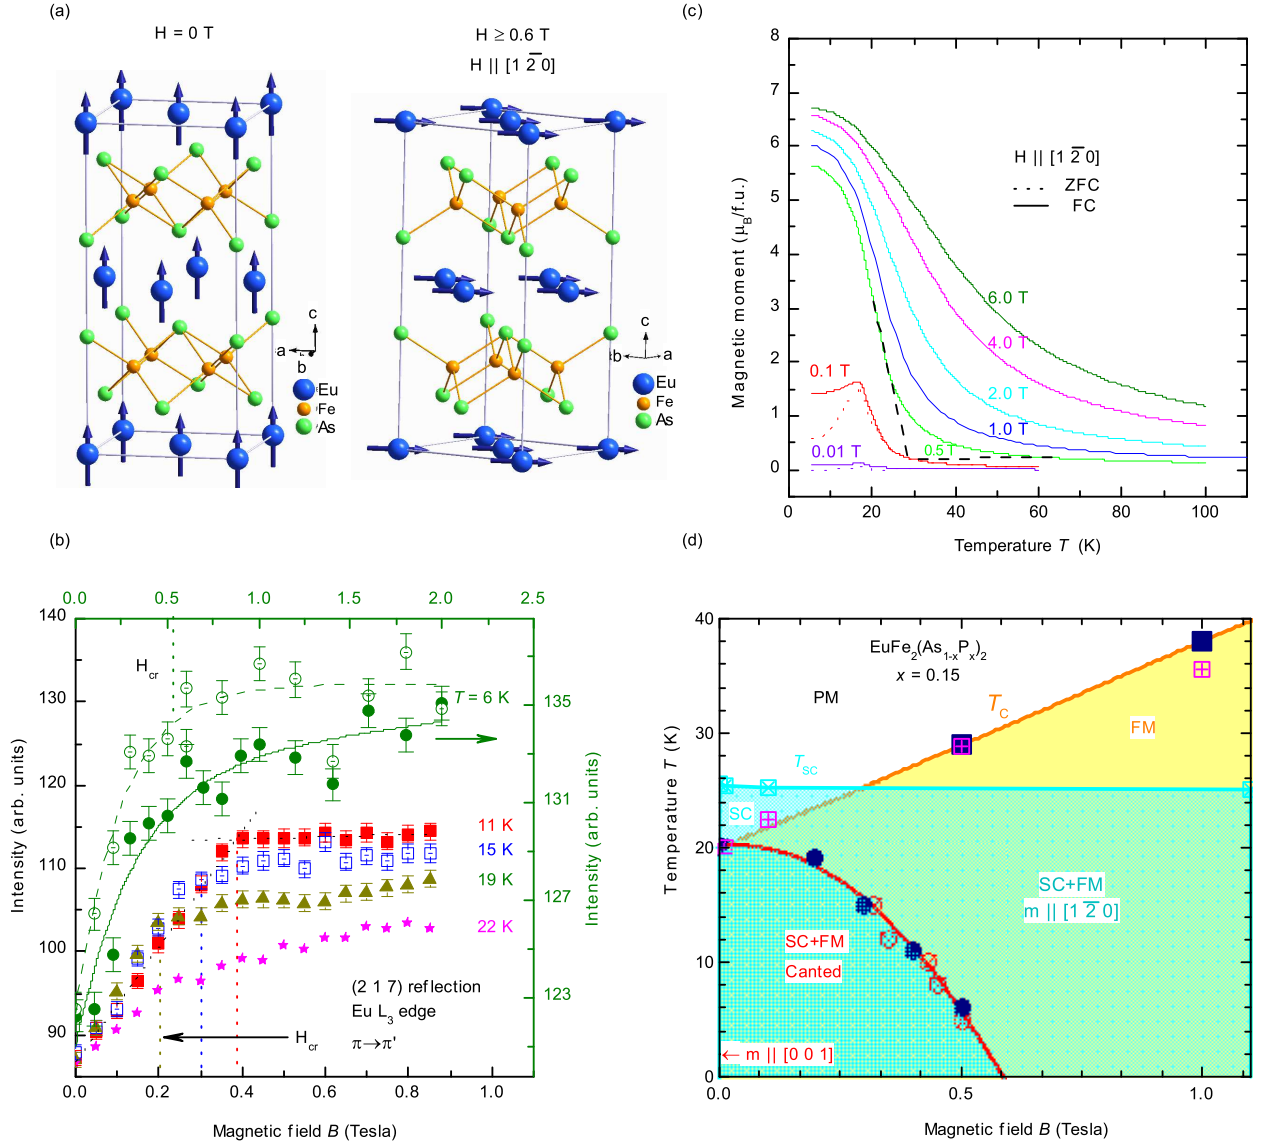 (a)
H = 0 T
H ≥ 0.6 T
H || [1 2̅ 0]
c
a
b
Eu
Fe
As
c
b
a
Eu
Fe
As
(c)
8
7
6
5
4
3
2
1
0
Magnetic moment (μB/f.u.)
H || [1 2̅ 0]
ZFC
FC
6.0 T
4.0 T
2.0 T
1.0 T
0.5 T
0.1 T
0.01 T
0 20 40 60 80 100
Temperature T (K)
(b)
0.0 0.5 1.0 1.5 2.0 2.5
140
130
120
110
100
90
Intensity (arb. units)
Hcr
T = 6 K
135
131
127
123
Intensity (arb. units)
11 K
15 K
19 K
22 K
(2 1 7) reflection
Eu L3 edge
π→π'
Hcr
0.0 0.2 0.4 0.6 0.8 1.0
Magnetic field B (Tesla)
(d)
40
30
20
10
0
Temperature T (K)
EuFe2(As1-xPx)2
x = 0.15
PM
TC
FM
TSC
SC
SC+FM
m || [1 2̅ 0]
SC+FM
Canted
← m || [0 0 1]
0.0 0.5 1.0
Magnetic field B (Tesla)